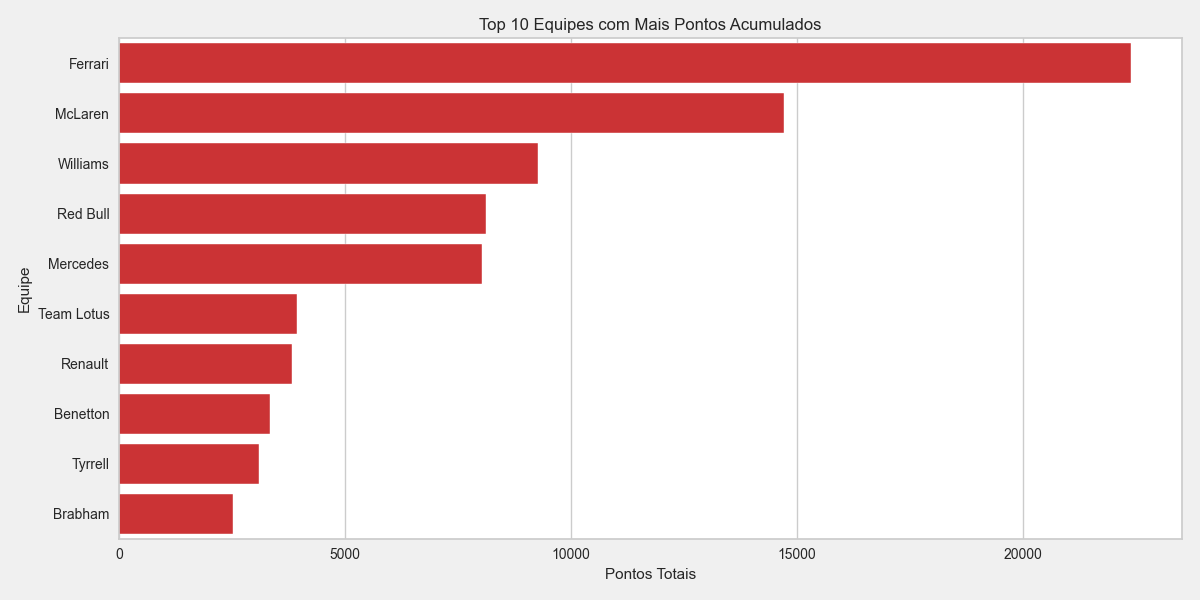 Top 10 Equipes com Mais Pontos Acumulados
Equipe
Ferrari
McLaren
Williams
Red Bull
Mercedes
Team Lotus
Renault
Benetton
Tyrrell
Brabham
0 5000 10000 15000 20000
Pontos Totais